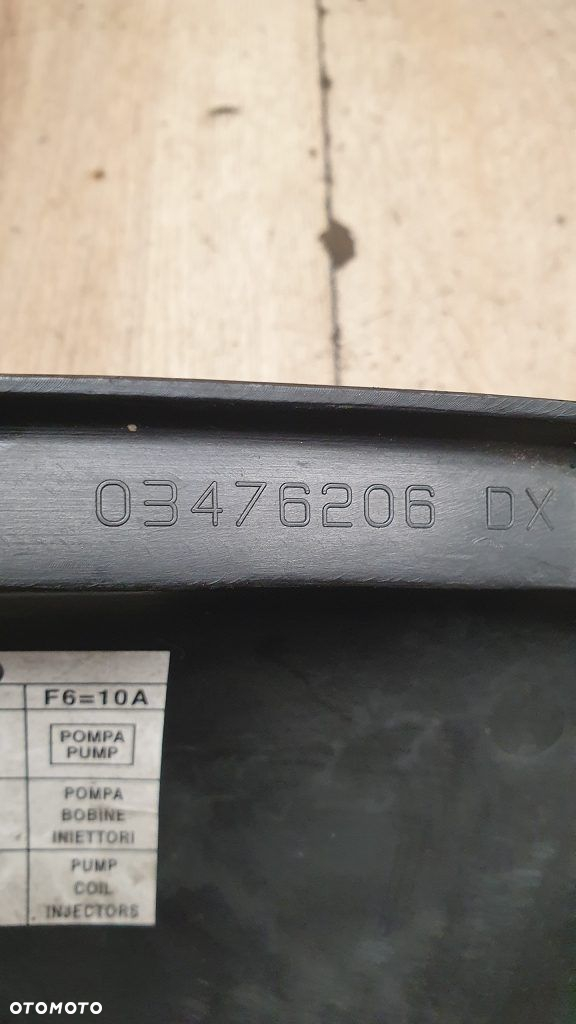 03476206 DX
F6=10A
POMPA
PUMP
POMPA
BOBINE
INIETTORI
PUMP
COIL
INJECTORS
OTOMOTO